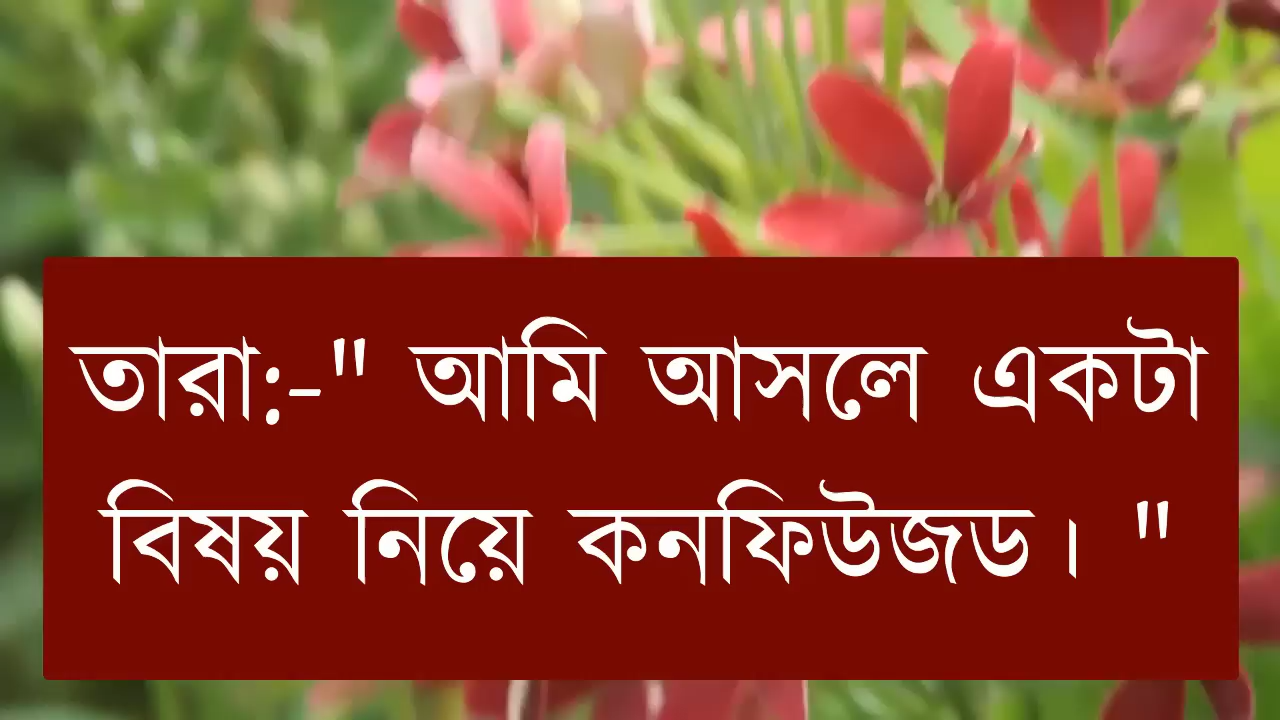 তারা:-" আমি আসলে একটা
বিষয় নিয়ে কনফিউজড। "